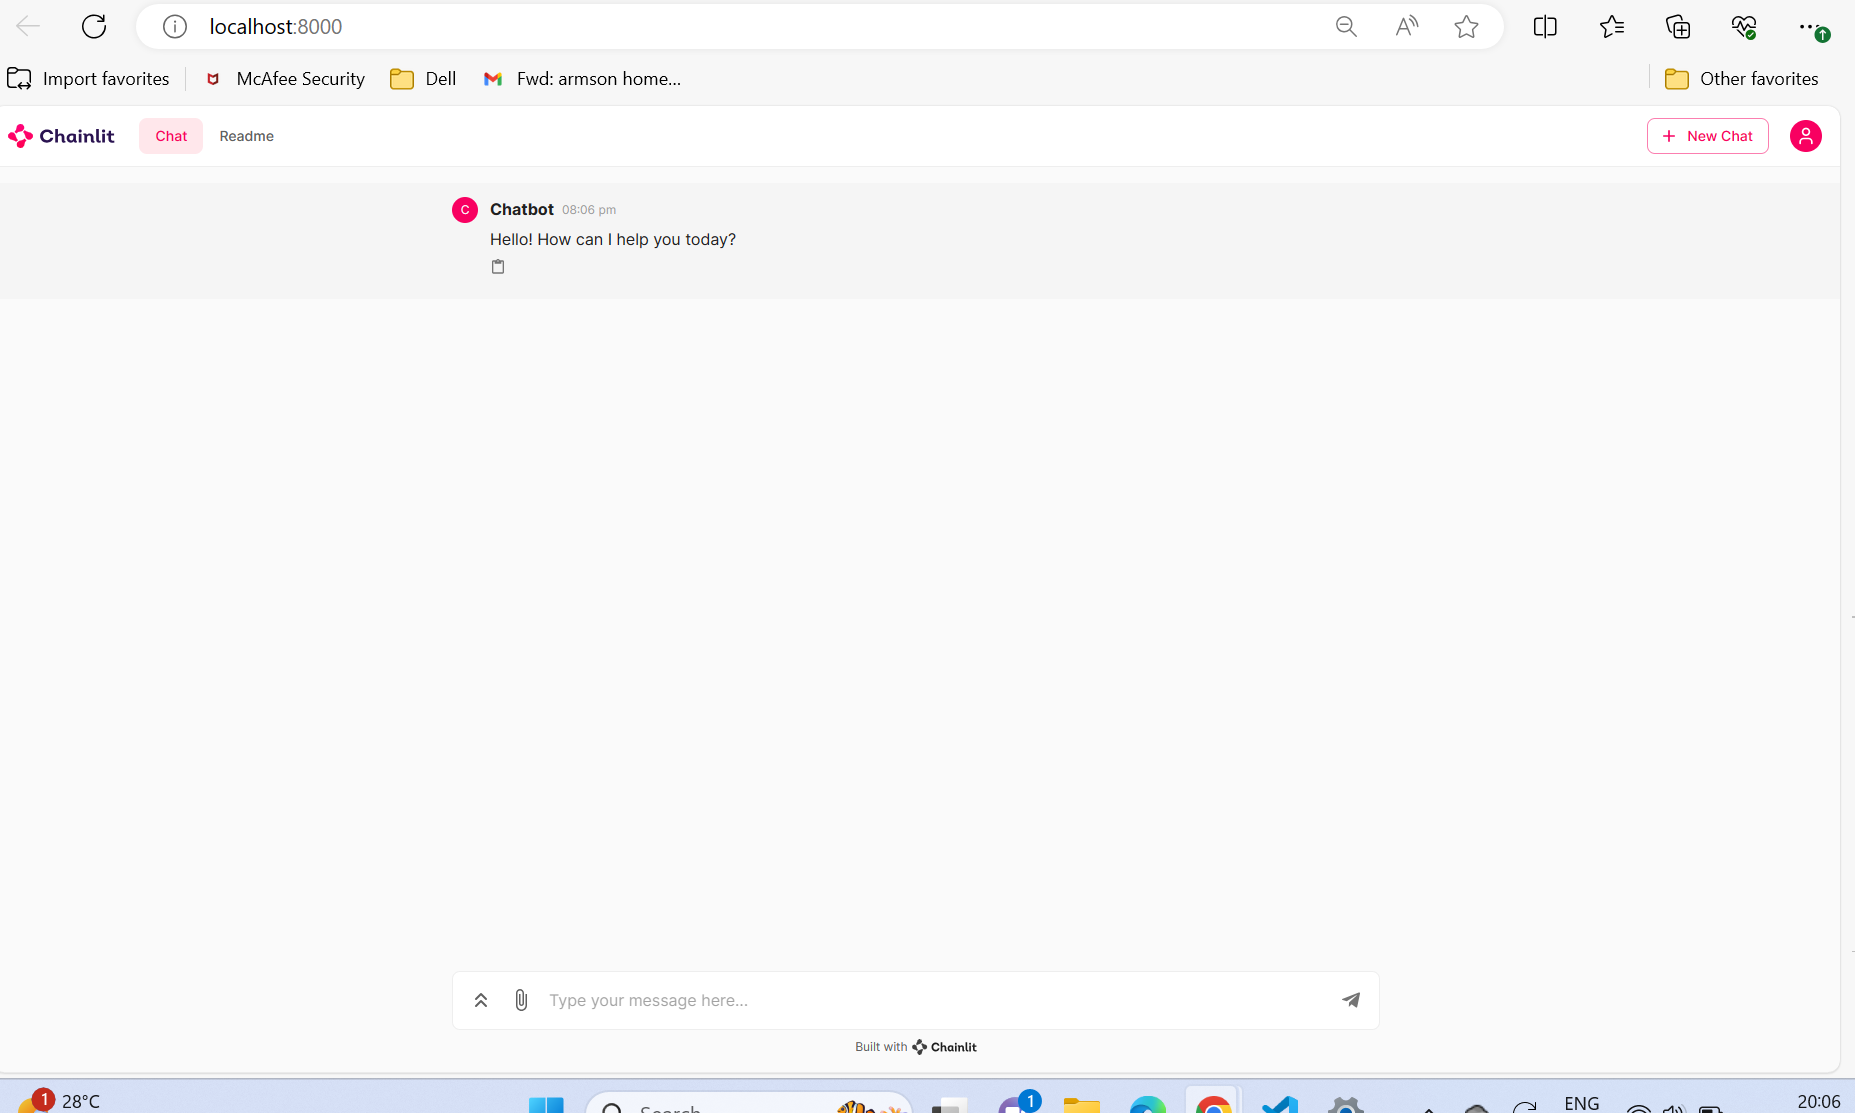 localhost:8000
Import favorites McAfee Security Dell Fwd: armson home... Other favorites
Chainlit Chat Readme + New Chat
C Chatbot 08:06 pm
Hello! How can I help you today?
Type your message here...
Built with Chainlit
1 28°C Search 1 ENG 20:06